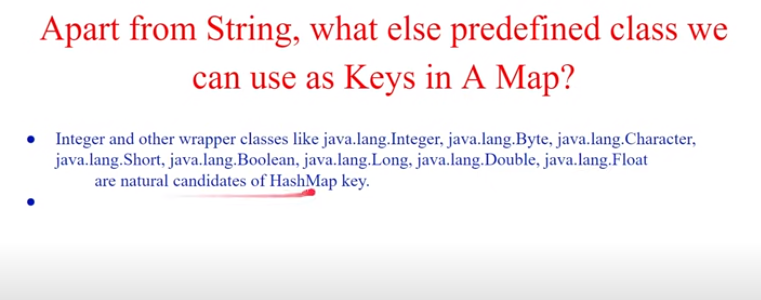 Apart from String, what else predefined class we
can use as Keys in A Map?
• Integer and other wrapper classes like java.lang.Integer, java.lang.Byte, java.lang.Character,
java.lang.Short, java.lang.Boolean, java.lang.Long, java.lang.Double, java.lang.Float
are natural candidates of HashMap key.
•